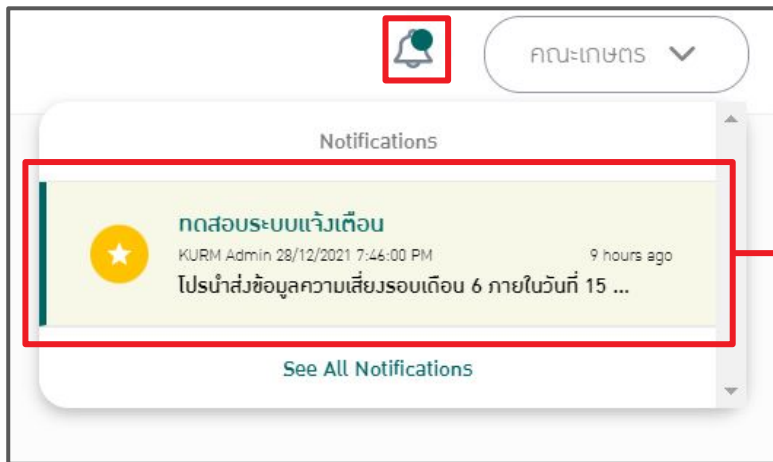 คณะเกษตร
Notifications
ทดสอบระบบแจ้งเตือน
KURM Admin 28/12/2021 7:46:00 PM 9 hours ago
โปรนำส่งข้อมูลความเสี่ยงรอบเดือน 6 ภายในวันที่ 15 ...
See All Notifications